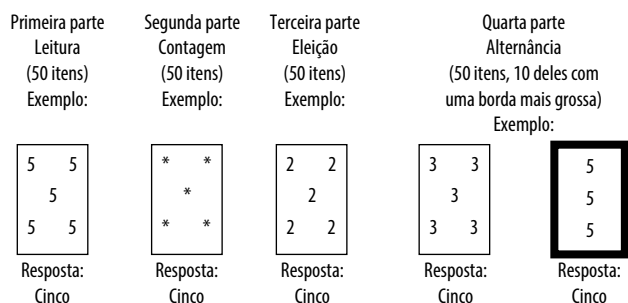 Primeira parte
Leitura
(50 itens)
Exemplo:
5 5
5
5 5
Resposta:
Cinco
Segunda parte
Contagem
(50 itens)
Exemplo:
* *
*
* *
Resposta:
Cinco
Terceira parte
Eleição
(50 itens)
Exemplo:
2 2
2
2 2
Resposta:
Cinco
Quarta parte
Alternância
(50 itens, 10 deles com
uma borda mais grossa)
Exemplo:
3 3
3
3 3
Resposta:
Cinco
5
5
5
Resposta:
Cinco